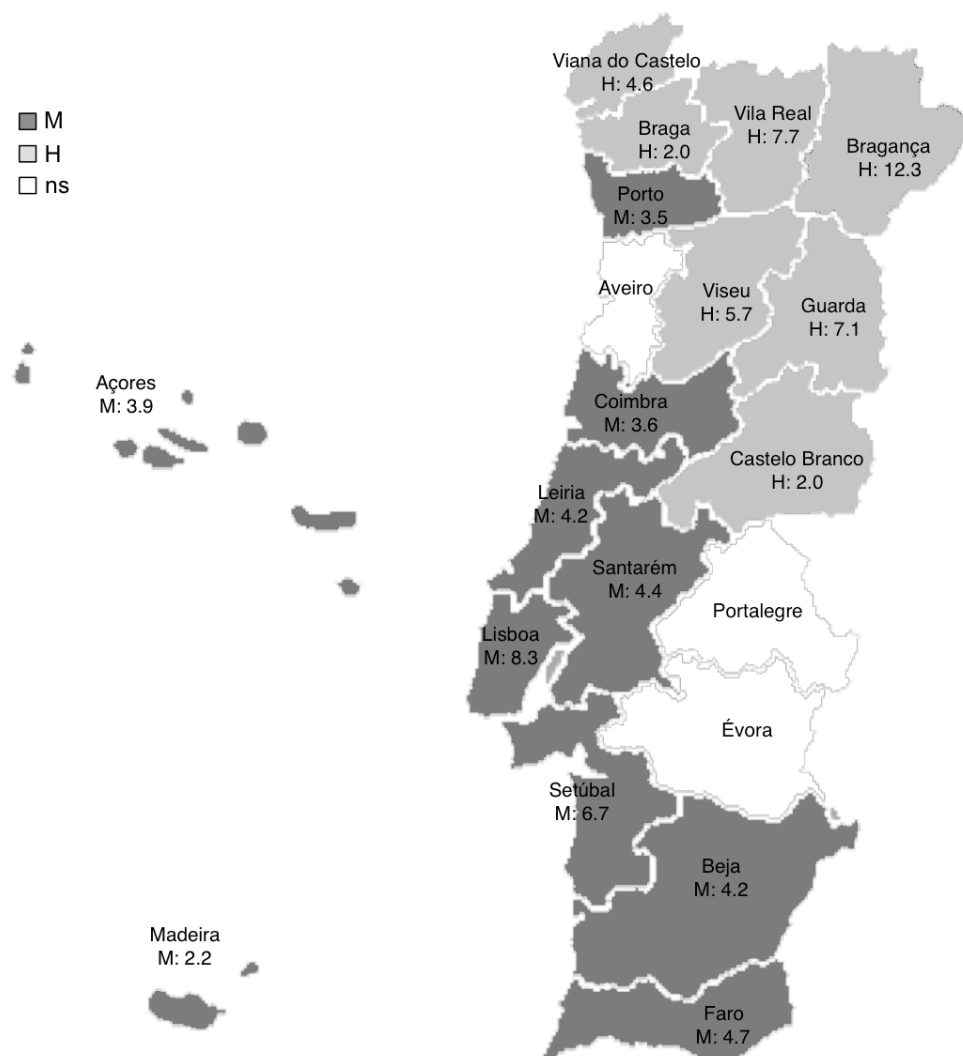 M
H
ns
Viana do Castelo
H: 4.6
Braga
H: 2.0
Vila Real
H: 7.7
Bragança
H: 12.3
Porto
M: 3.5
Aveiro
Viseu
H: 5.7
Guarda
H: 7.1
Açores
M: 3.9
Coimbra
M: 3.6
Castelo Branco
H: 2.0
Leiria
M: 4.2
Santarém
M: 4.4
Portalegre
Lisboa
M: 8.3
Évora
Setúbal
M: 6.7
Beja
M: 4.2
Madeira
M: 2.2
Faro
M: 4.7